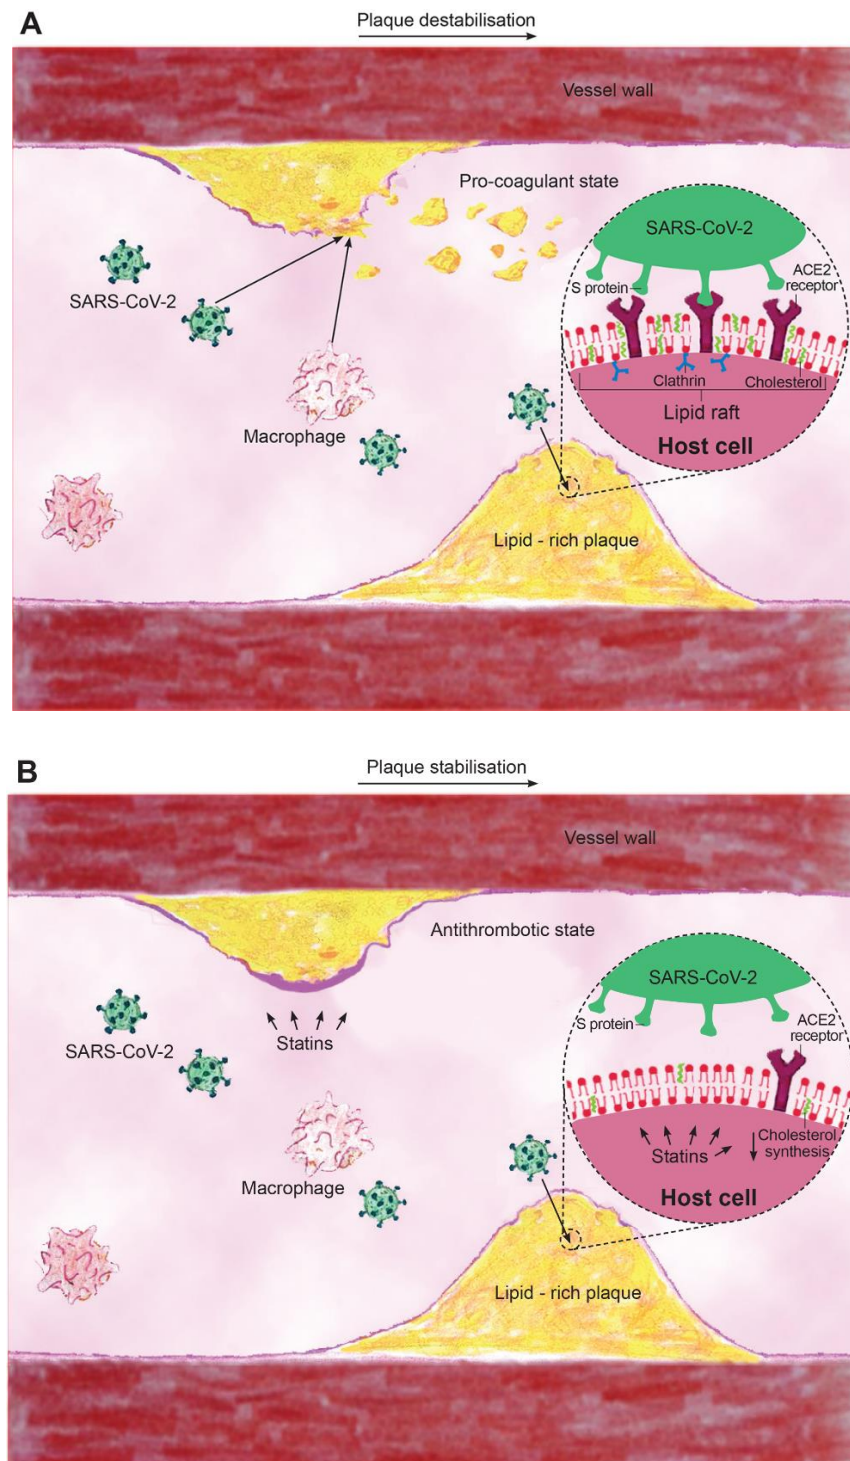 A
Plaque destabilisation
Vessel wall
Pro-coagulant state
SARS-CoV-2
S protein
ACE2
receptor
SARS-CoV-2
Clathrin
Cholesterol
Lipid raft
Macrophage
Host cell
Lipid - rich plaque
B
Plaque stabilisation
Vessel wall
Antithrombotic state
SARS-CoV-2
S protein
ACE2
receptor
Statins
SARS-CoV-2
Cholesterol
synthesis
Statins
Macrophage
Host cell
Lipid - rich plaque